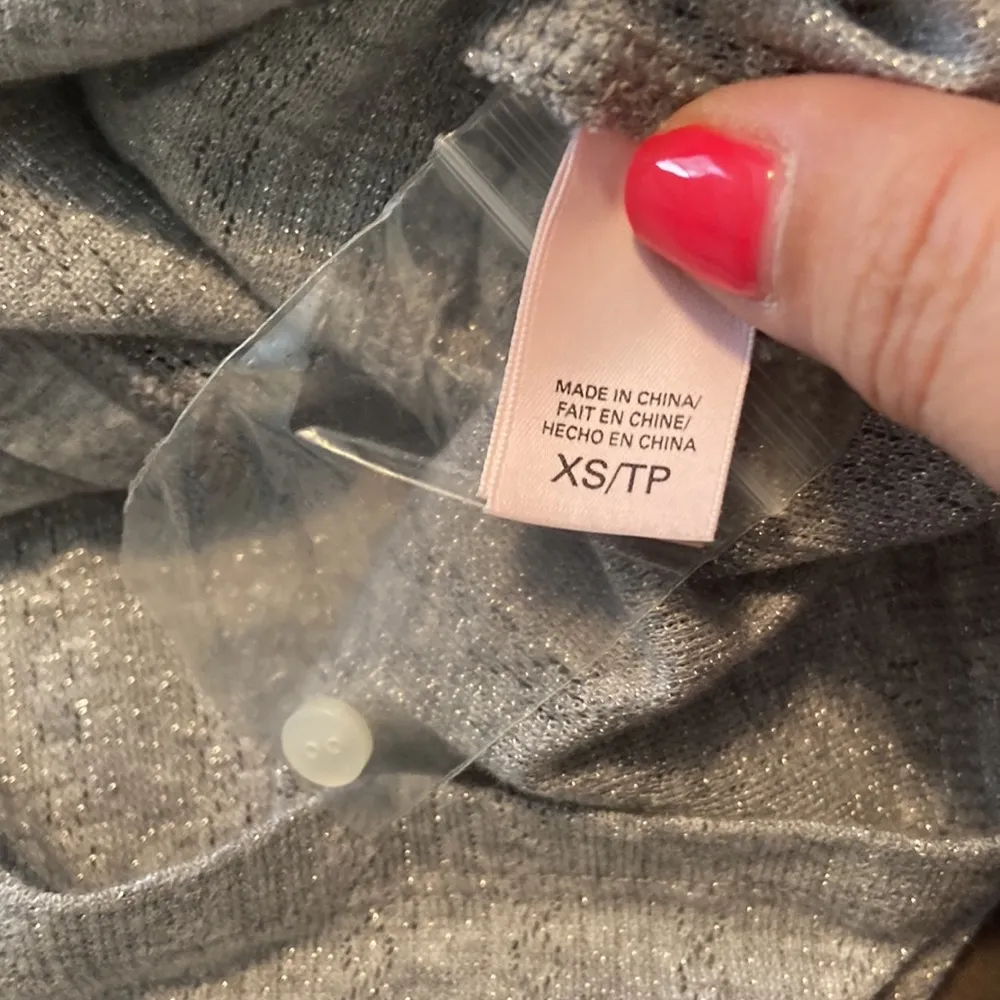 MADE IN CHINA/
FAIT EN CHINE/
HECHO EN CHINA
XS/TP